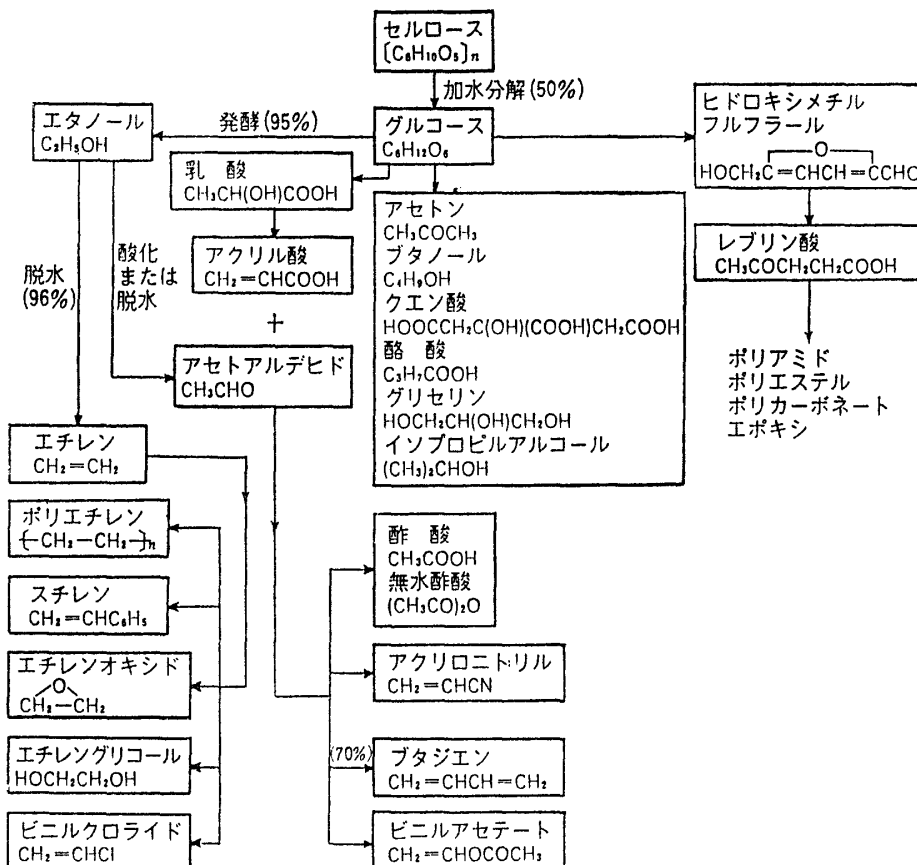 セルロース
〔C₆H₁₀O₅〕n
加水分解(50%)
グルコース
C₆H₁₂O₆
発酵(95%)
エタノール
C₂H₅OH
乳酸
CH₃CH(OH)COOH
アクリル酸
CH₂=CHCOOH
+
アセトアルデヒド
CH₃CHO
脱水
(96%)
酸化
または
脱水
ヒドロキシメチル
フルフラール
O
HOCH₂C=CHCH=CCHO
レブリン酸
CH₃COCH₂CH₂COOH
ポリアミド
ポリエステル
ポリカーボネート
エポキシ
アセトン
CH₃COCH₃
ブタノール
C₄H₉OH
クエン酸
HOOCCH₂C(OH)(COOH)CH₂COOH
酪酸
C₃H₇COOH
グリセリン
HOCH₂CH(OH)CH₂OH
イソプロピルアルコール
(CH₃)₂CHOH
エチレン
CH₂=CH₂
ポリエチレン
{-CH₂-CH₂-}n
スチレン
CH₂=CHC₆H₅
エチレンオキシド
O
CH₂-CH₂
エチレングリコール
HOCH₂CH₂OH
ビニルクロライド
CH₂=CHCl
酢酸
CH₃COOH
無水酢酸
(CH₃CO)₂O
アクリロニトリル
CH₂=CHCN
(70%)
ブタジエン
CH₂=CHCH=CH₂
ビニルアセテート
CH₂=CHOCOCH₃